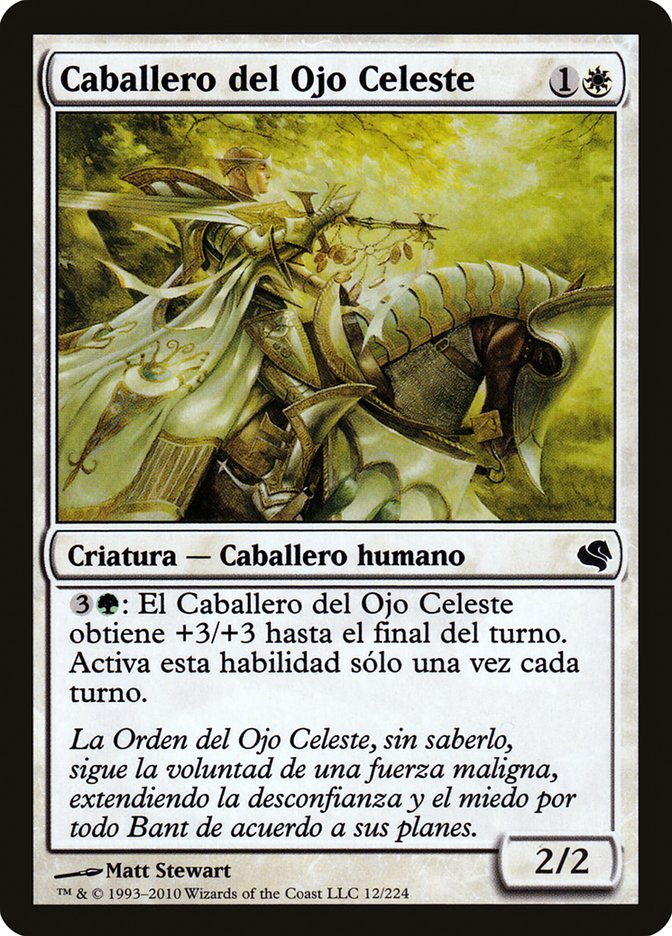 Caballero del Ojo Celeste 1
Criatura — Caballero humano
3: El Caballero del Ojo Celeste
obtiene +3/+3 hasta el final del turno.
Activa esta habilidad sólo una vez cada
turno.
La Orden del Ojo Celeste, sin saberlo,
sigue la voluntad de una fuerza maligna,
extendiendo la desconfianza y el miedo por
todo Bant de acuerdo a sus planes.
2/2
Matt Stewart
™ & © 1993–2010 Wizards of the Coast LLC 12/224